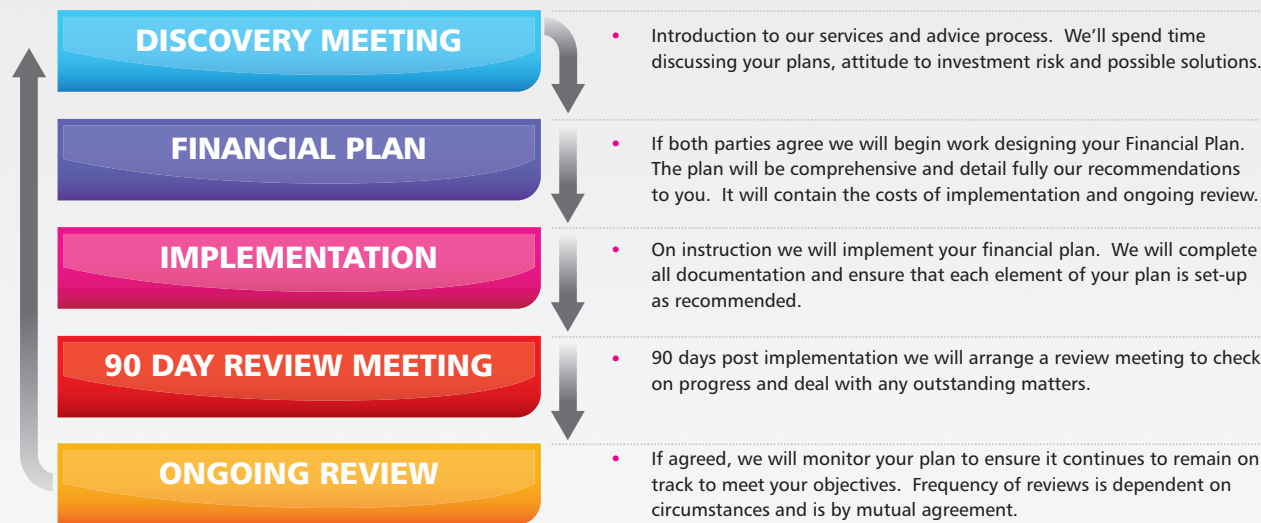 DISCOVERY MEETING
• Introduction to our services and advice process. We’ll spend time
discussing your plans, attitude to investment risk and possible solutions.
FINANCIAL PLAN
• If both parties agree we will begin work designing your Financial Plan.
The plan will be comprehensive and detail fully our recommendations
to you. It will contain the costs of implementation and ongoing review.
IMPLEMENTATION
• On instruction we will implement your financial plan. We will complete
all documentation and ensure that each element of your plan is set-up
as recommended.
90 DAY REVIEW MEETING
• 90 days post implementation we will arrange a review meeting to check
on progress and deal with any outstanding matters.
ONGOING REVIEW
• If agreed, we will monitor your plan to ensure it continues to remain on
track to meet your objectives. Frequency of reviews is dependent on
circumstances and is by mutual agreement.